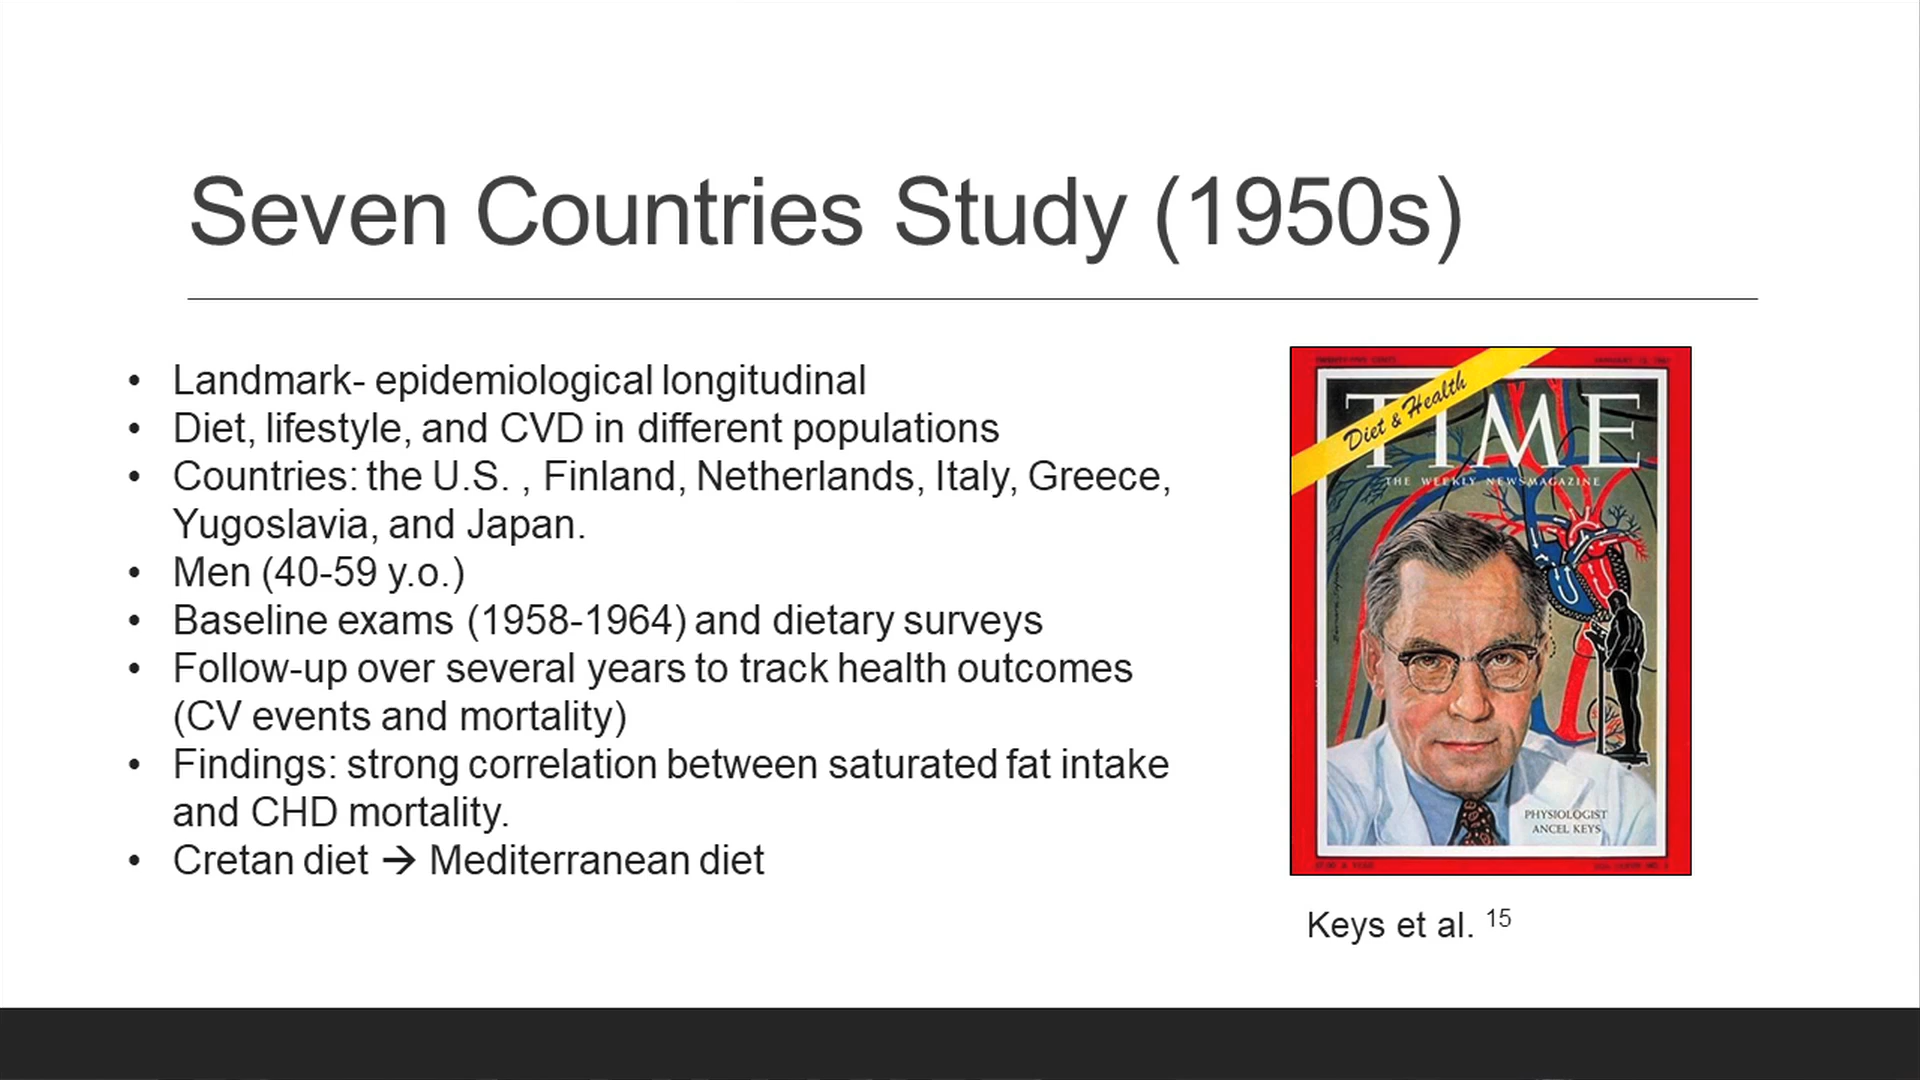 Seven Countries Study (1950s)
• Landmark- epidemiological longitudinal
• Diet, lifestyle, and CVD in different populations
• Countries: the U.S. , Finland, Netherlands, Italy, Greece,
Yugoslavia, and Japan.
• Men (40-59 y.o.)
• Baseline exams (1958-1964) and dietary surveys
• Follow-up over several years to track health outcomes
(CV events and mortality)
• Findings: strong correlation between saturated fat intake
and CHD mortality.
• Cretan diet → Mediterranean diet
Diet & Health
TIME
THE WEEKLY NEWSMAGAZINE
PHYSIOLOGIST
ANCEL KEYS
Keys et al. 15